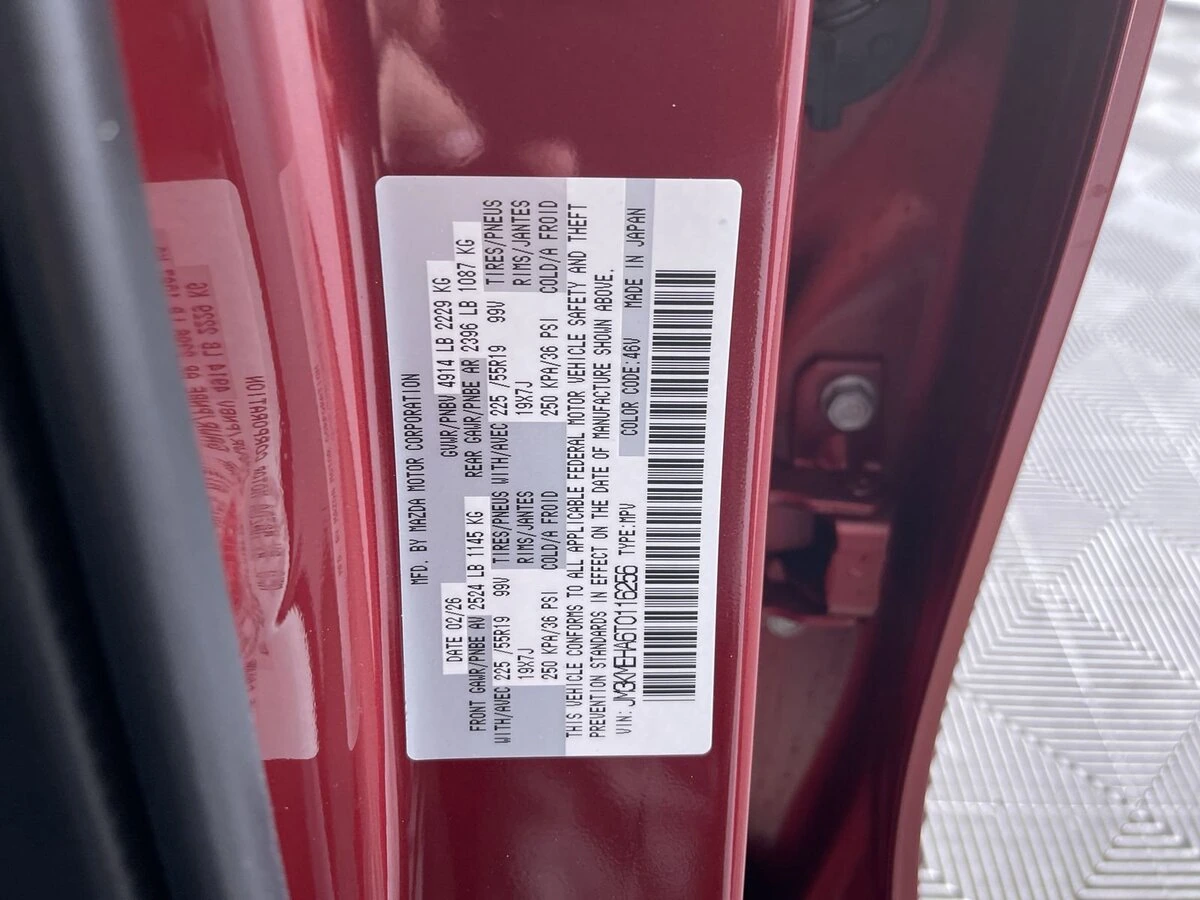 MFD. BY MAZDA MOTOR CORPORATION
DATE 02/26 GVWR/PNBV 4914 LB 2229 KG
FRONT GAWR/PNBE AV 2524 LB 1145 KG REAR GAWR/PNBE AR 2396 LB 1087 KG
WITH/AVEC 225 /55R19 99V TIRES/PNEUS WITH/AVEC 225 /55R19 99V TIRES/PNEUS
19X7J RIMS/JANTES 19X7J RIMS/JANTES
250 KPA/36 PSI COLD/A FROID 250 KPA/36 PSI COLD/A FROID
THIS VEHICLE CONFORMS TO ALL APPLICABLE FEDERAL MOTOR VEHICLE SAFETY AND THEFT
PREVENTION STANDARDS IN EFFECT ON THE DATE OF MANUFACTURE SHOWN ABOVE.
VIN: JM3KMEHA6T0116256 TYPE:MPV COLOR CODE:46V MADE IN JAPAN